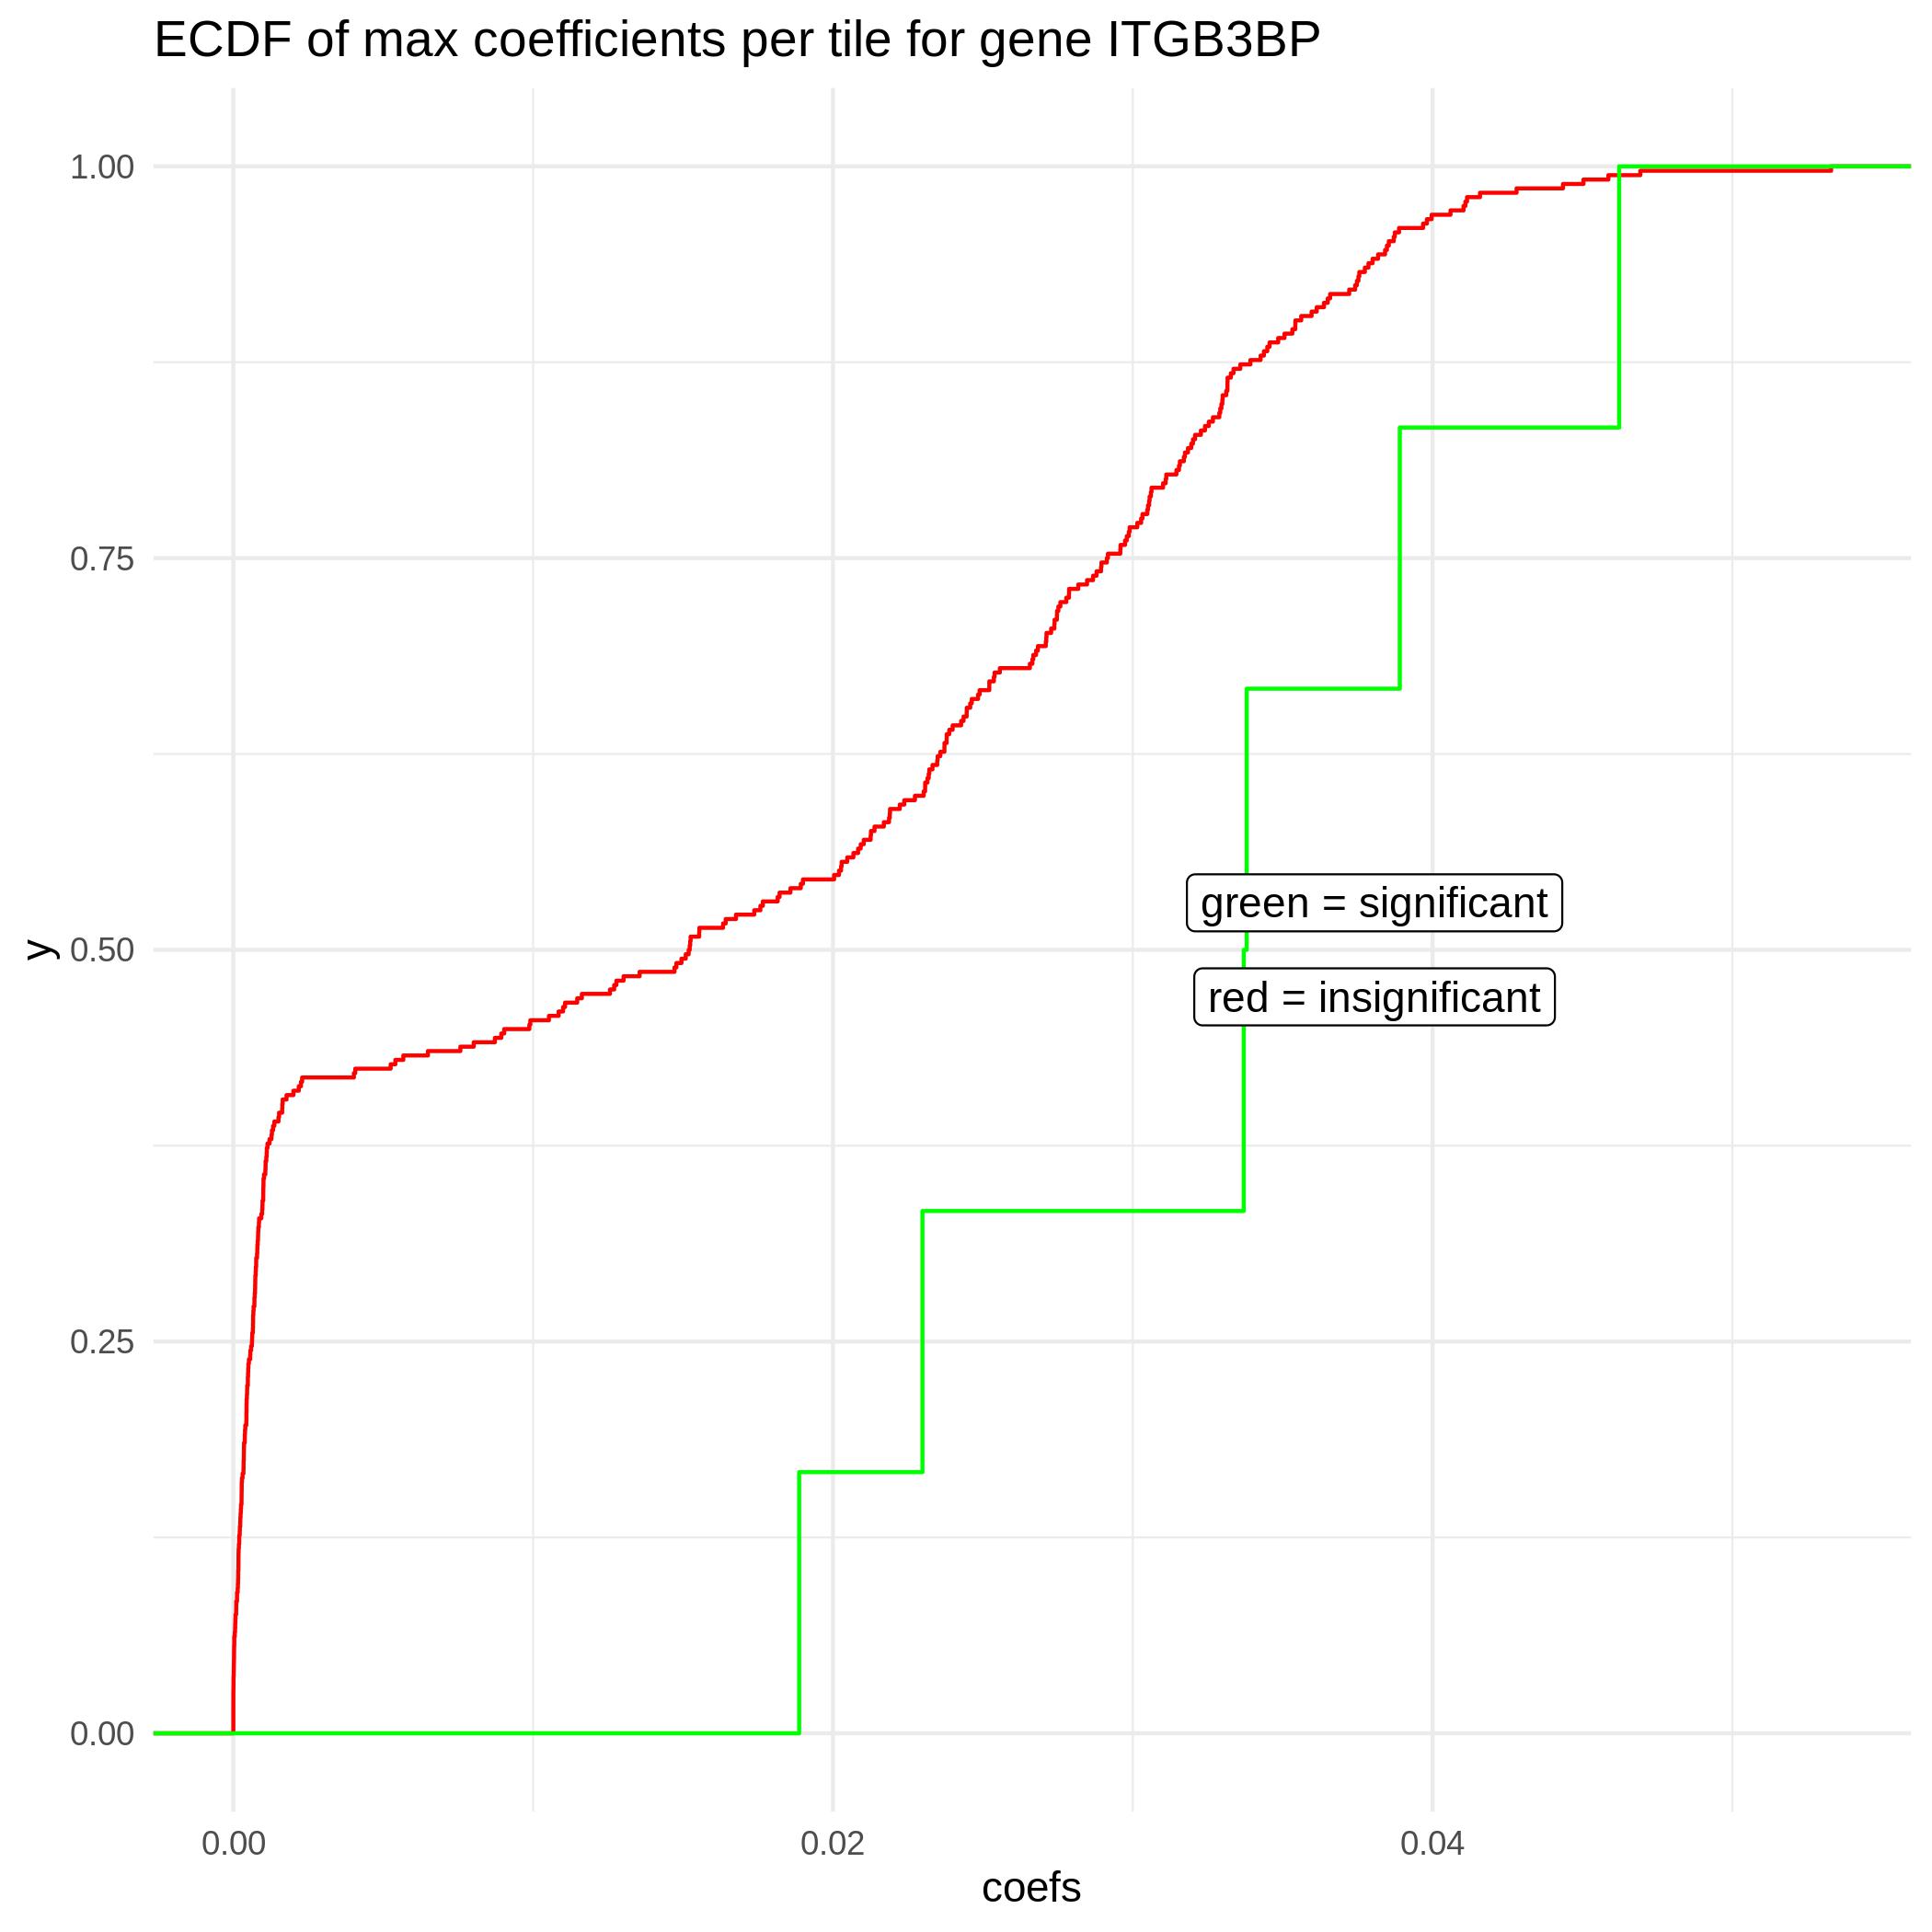 ECDF of max coefficients per tile for gene ITGB3BP
1.00
0.75
0.50
0.25
0.00
y
green = significant
red = insignificant
0.00
0.02
0.04
coefs